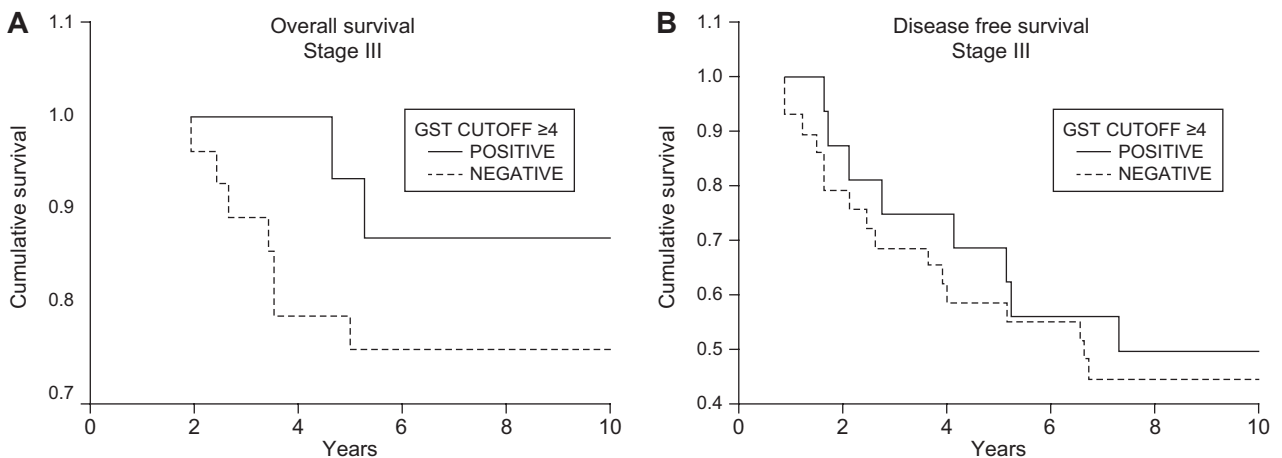 A
Overall survival
Stage III
Cumulative survival
1.1
1.0
0.9
0.8
0.7
GST CUTOFF ≥4
POSITIVE
NEGATIVE
0 2 4 6 8 10
Years
B
Disease free survival
Stage III
Cumulative survival
1.1
1.0
0.9
0.8
0.7
0.6
0.5
0.4
GST CUTOFF ≥4
POSITIVE
NEGATIVE
0 2 4 6 8 10
Years